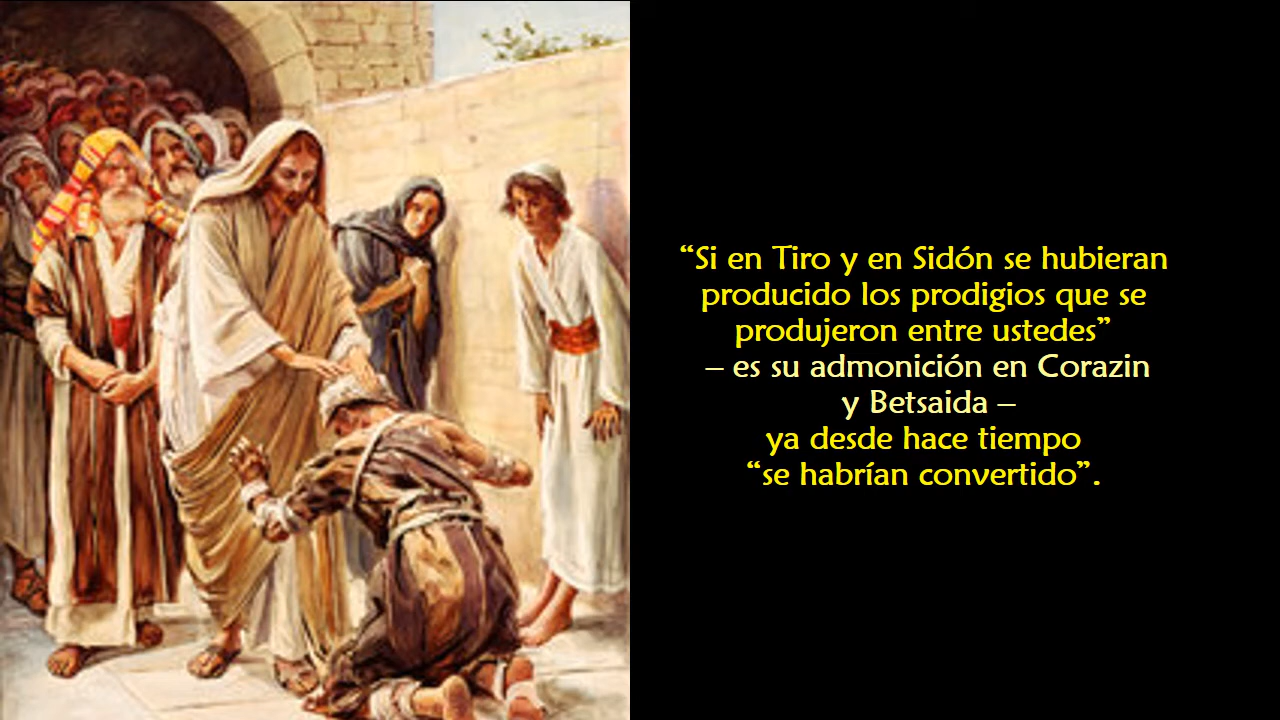 “Si en Tiro y en Sidón se hubieran
producido los prodigios que se
produjeron entre ustedes”
– es su admonición en Corazin
y Betsaida –
ya desde hace tiempo
“se habrían convertido”.